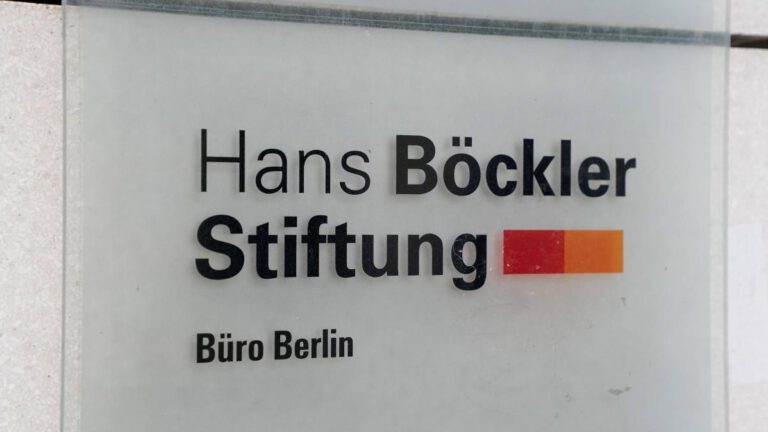 Hans Böckler
Stiftung
Büro Berlin